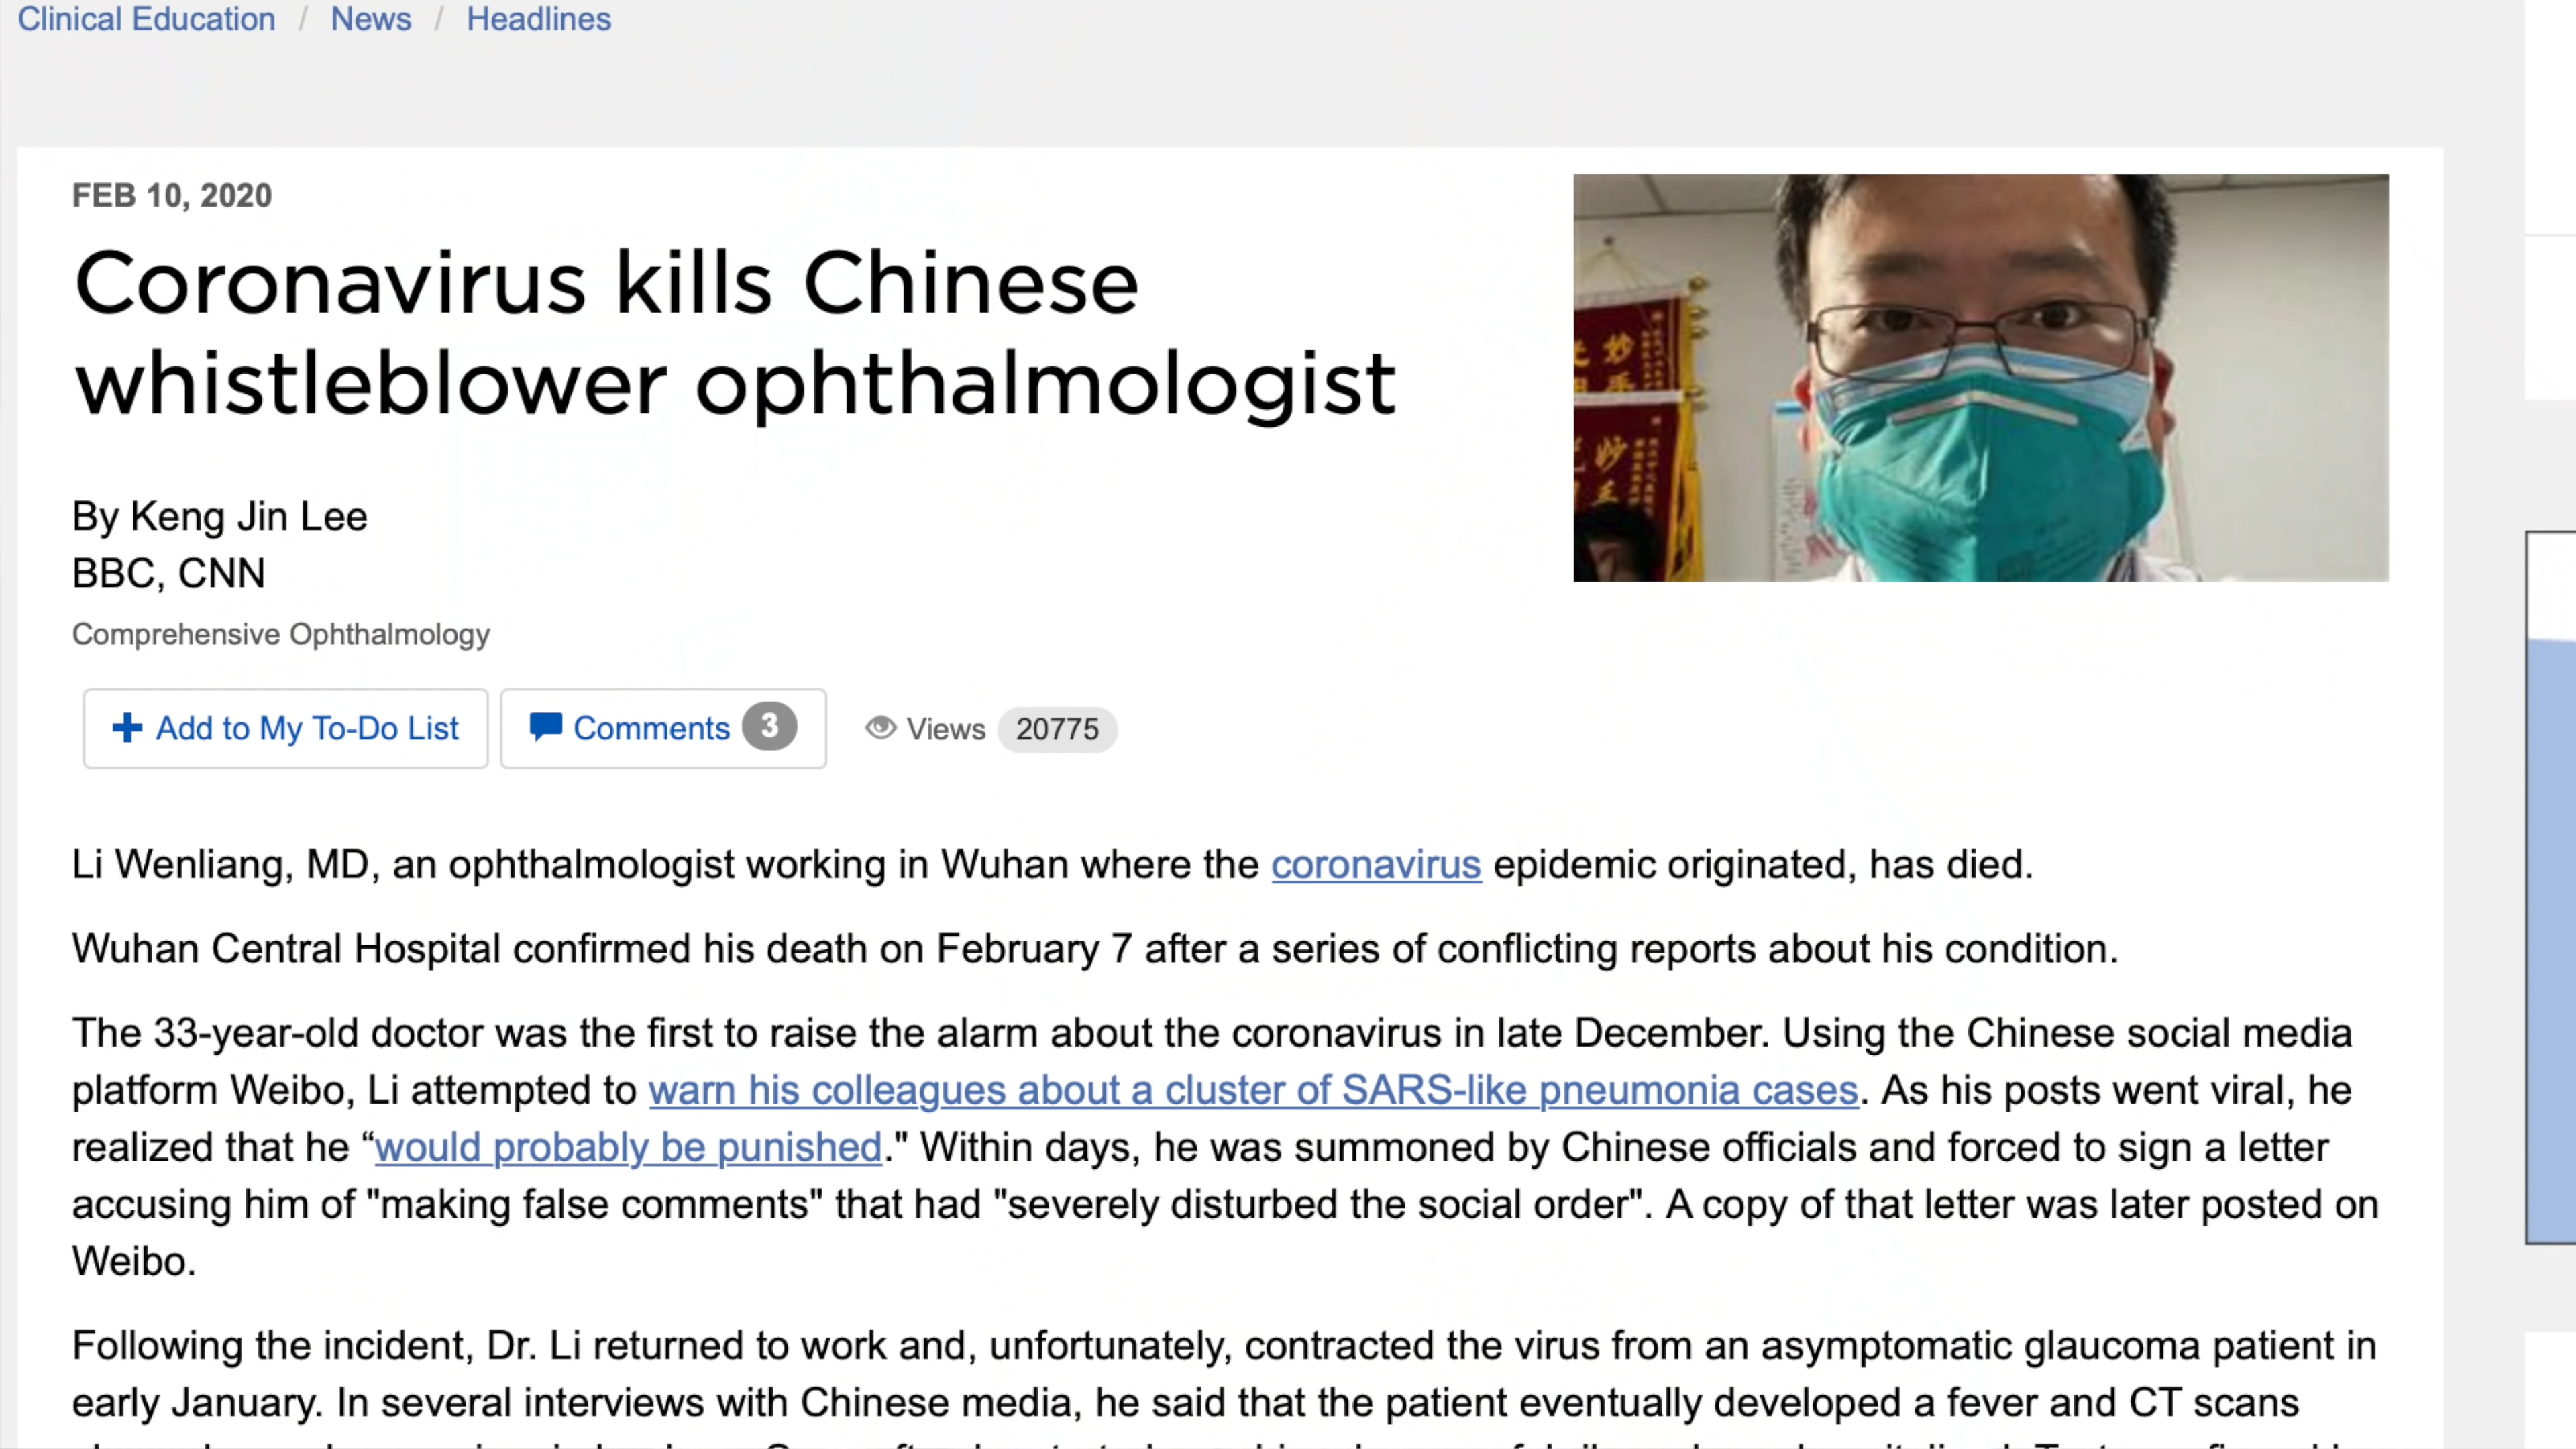 Clinical Education / News / Headlines
FEB 10, 2020
Coronavirus kills Chinese
whistleblower ophthalmologist
By Keng Jin Lee
BBC, CNN
Comprehensive Ophthalmology
Add to My To-Do List
Comments 3
Views 20775
Li Wenliang, MD, an ophthalmologist working in Wuhan where the coronavirus epidemic originated, has died.
Wuhan Central Hospital confirmed his death on February 7 after a series of conflicting reports about his condition.
The 33-year-old doctor was the first to raise the alarm about the coronavirus in late December. Using the Chinese social media
platform Weibo, Li attempted to warn his colleagues about a cluster of SARS-like pneumonia cases. As his posts went viral, he
realized that he “would probably be punished." Within days, he was summoned by Chinese officials and forced to sign a letter
accusing him of "making false comments" that had "severely disturbed the social order". A copy of that letter was later posted on
Weibo.
Following the incident, Dr. Li returned to work and, unfortunately, contracted the virus from an asymptomatic glaucoma patient in
early January. In several interviews with Chinese media, he said that the patient eventually developed a fever and CT scans